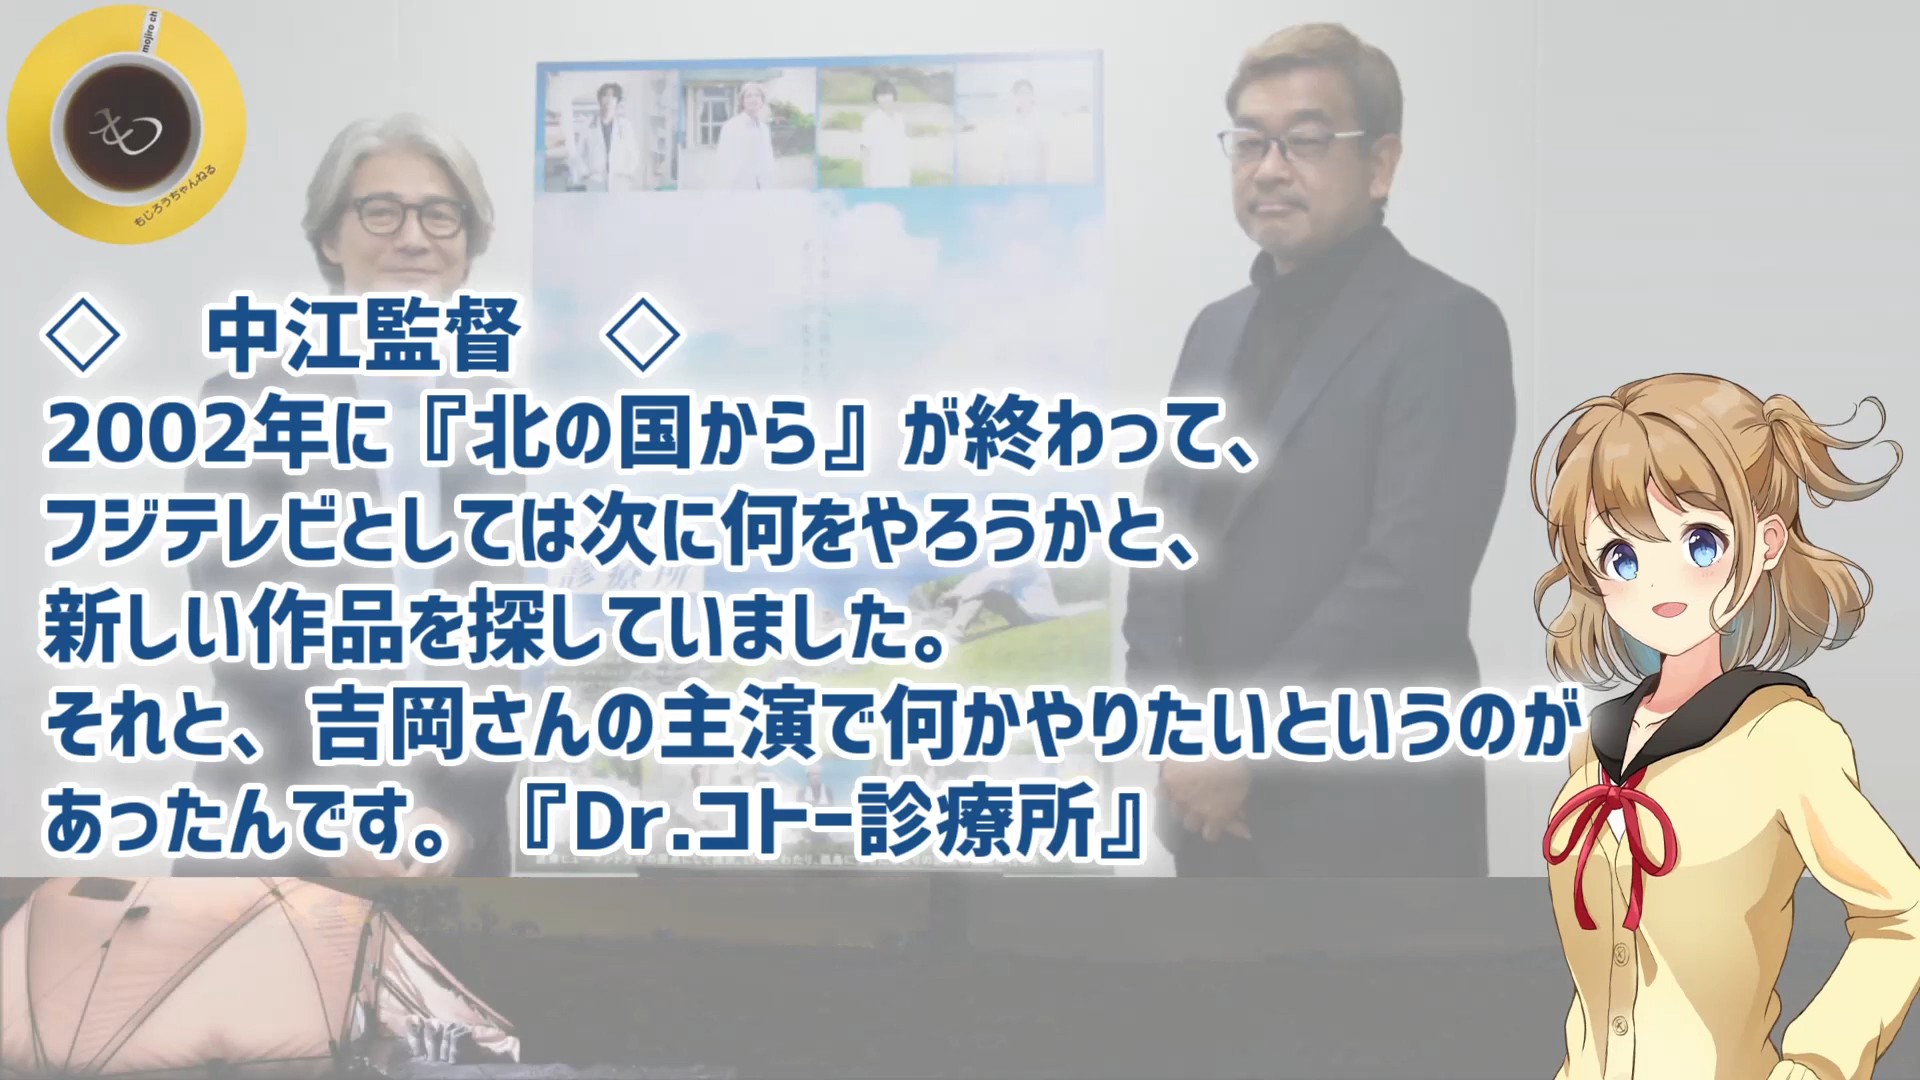 mojiro ch
も
もじろうちゃんねる
◇　中江監督　◇
2002年に『北の国から』が終わって、
フジテレビとしては次に何をやろうかと、
新しい作品を探していました。
それと、吉岡さんの主演で何かやりたいというのが
あったんです。『Dr.コトー診療所』
診療所